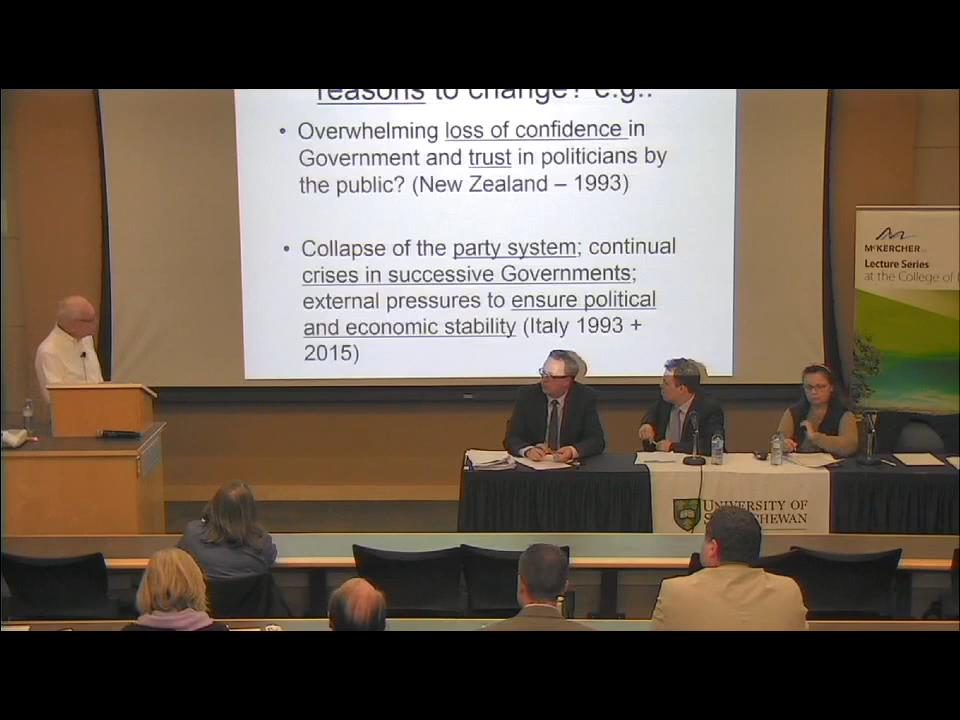 reasons to change? e.g.:
• Overwhelming loss of confidence in
Government and trust in politicians by
the public? (New Zealand – 1993)
• Collapse of the party system; continual
crises in successive Governments;
external pressures to ensure political
and economic stability (Italy 1993 +
2015)
McKERCHER
Lecture Series
at the College of
UNIVERSITY OF